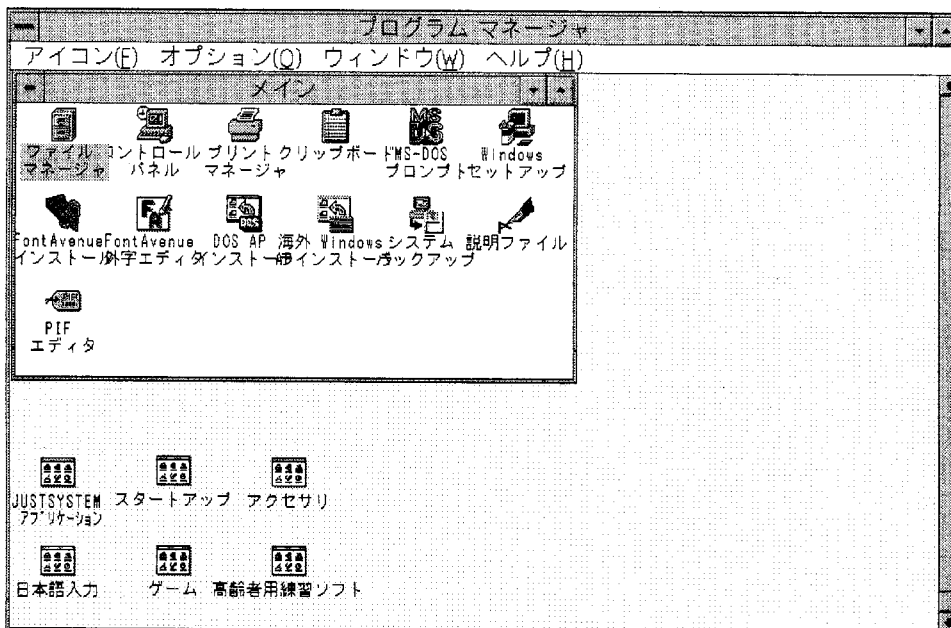 プログラム マネージャ
アイコン(F) オプション(O) ウィンドウ(W) ヘルプ(H)
メイン
ファイル マネージャ
コントロール パネル
プリント マネージャ
クリップボード
MS-DOS プロンプト
Windows セットアップ
FontAvenue インストール
FontAvenue 外字エディタ
DOS AP インストール
海外 Windows インストール
システム バックアップ
説明ファイル
PIF エディタ
JUSTSYSTEM アプリケーション
スタートアップ
アクセサリ
日本語入力
ゲーム
高齢者用練習ソフト